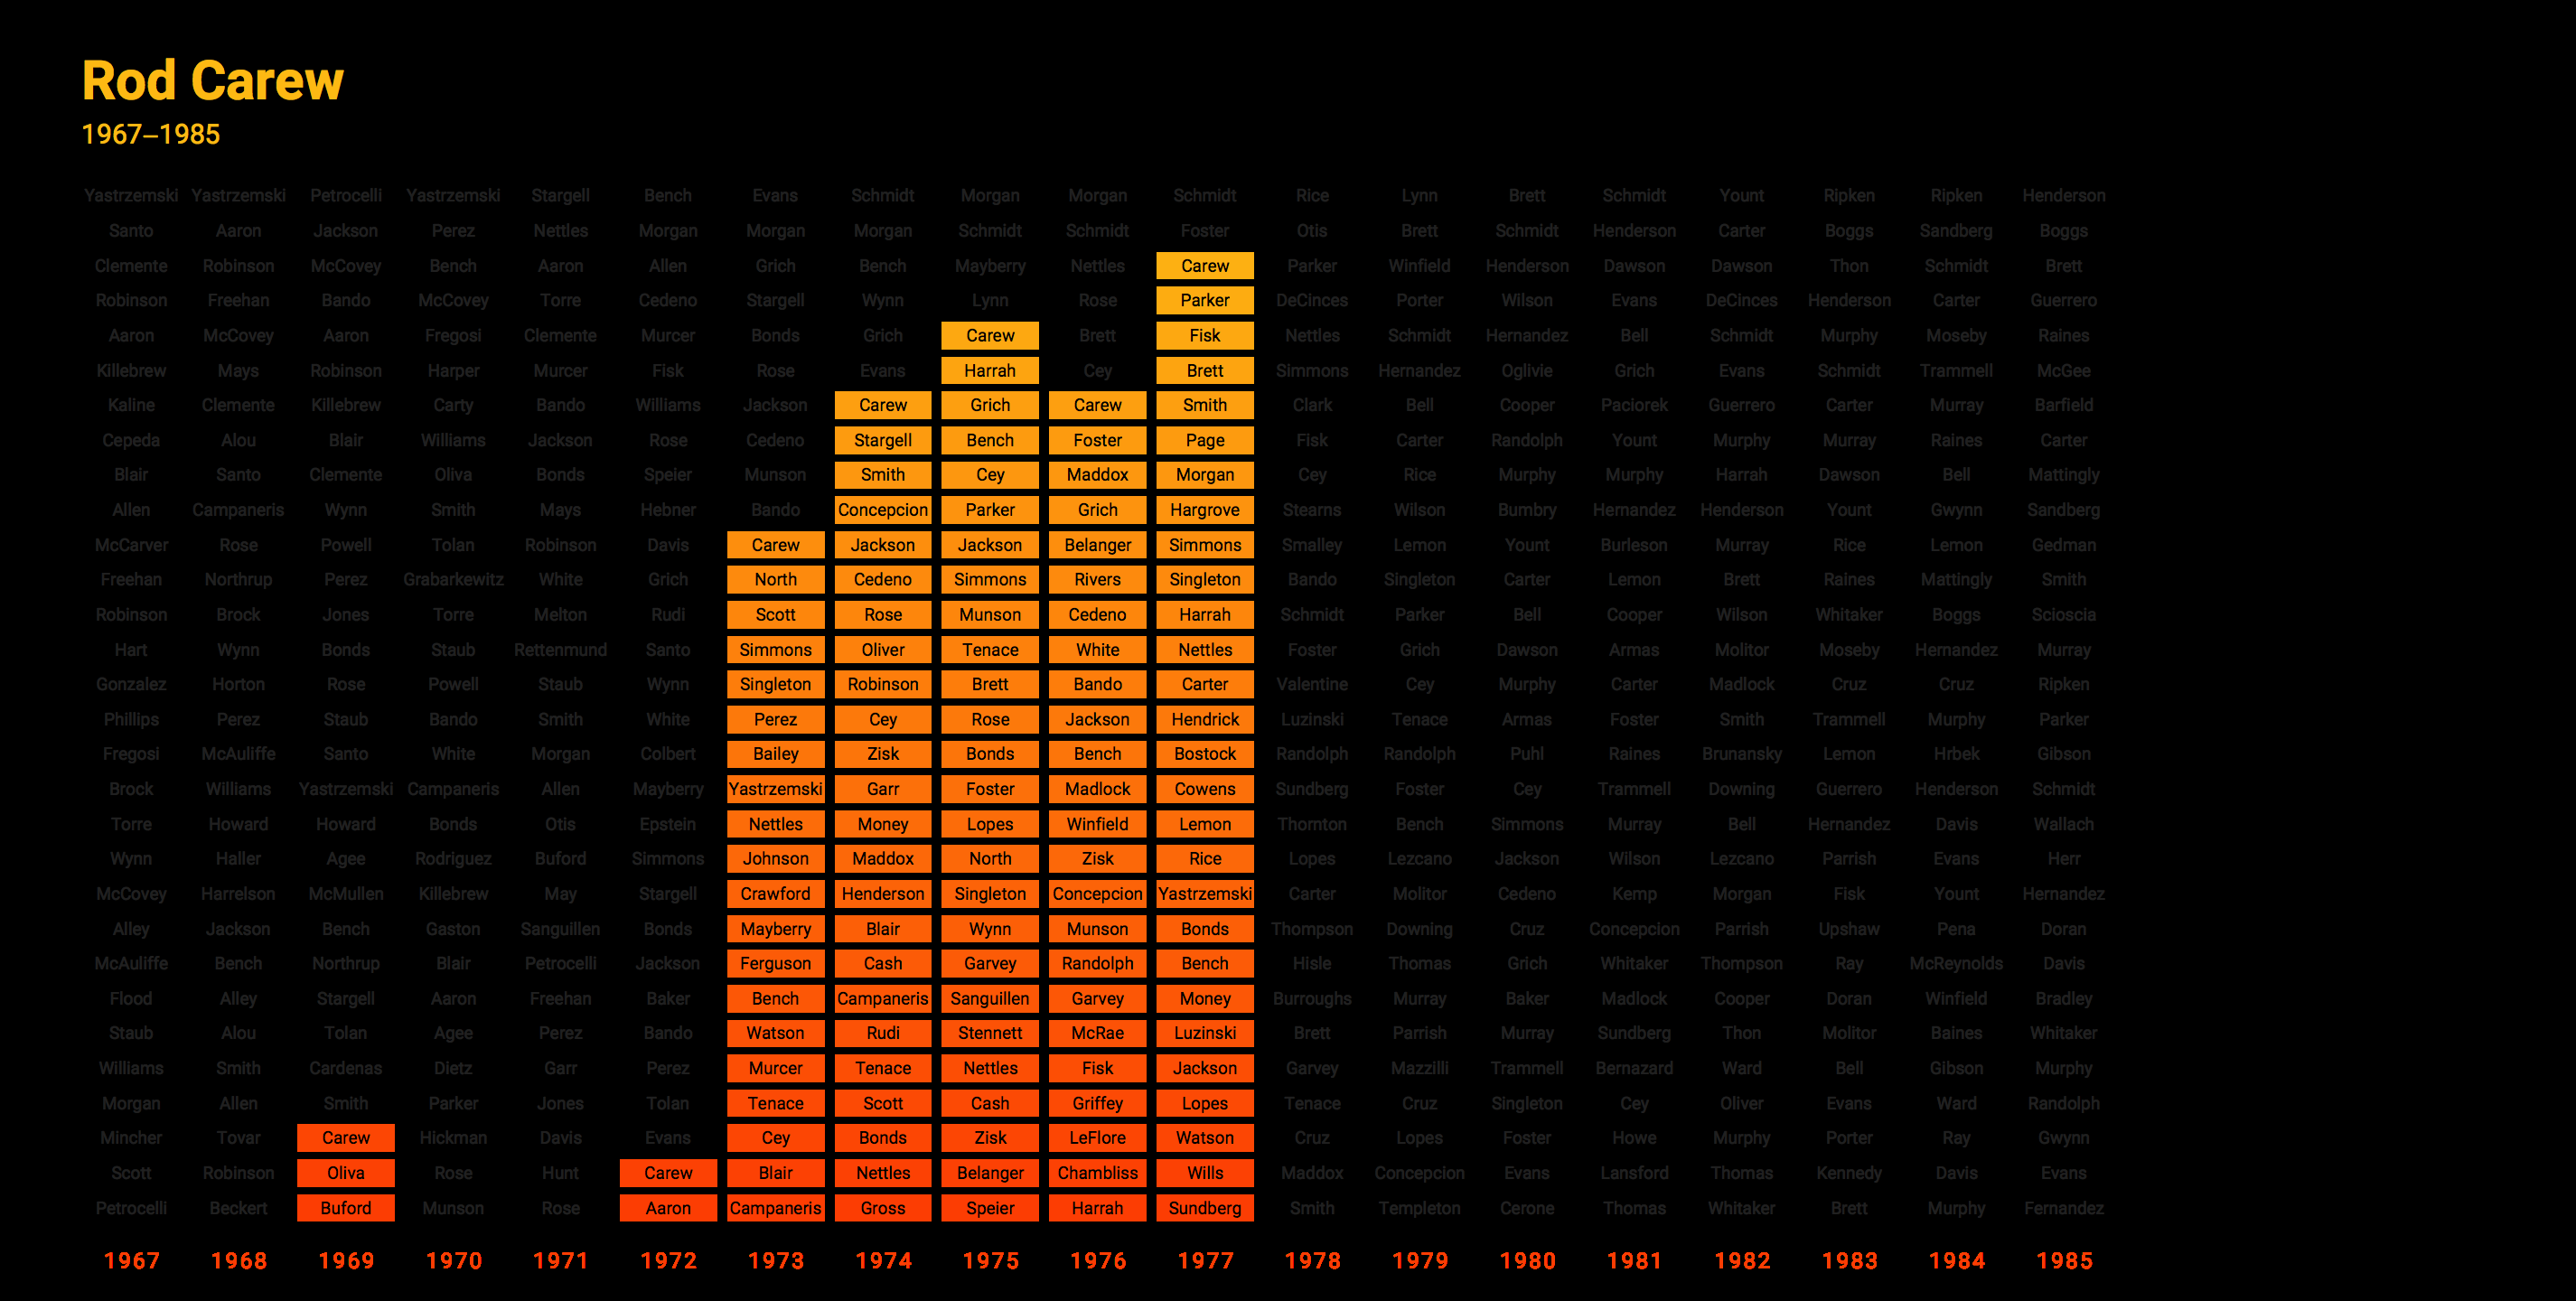 Rod Carew
1967–1985
Yastrzemski Yastrzemski Petrocelli Yastrzemski Stargell Bench Evans Schmidt Morgan Morgan Schmidt Rice Lynn Brett Schmidt Yount Ripken Ripken Henderson
Santo Aaron Jackson Perez Nettles Morgan Morgan Morgan Schmidt Schmidt Foster Otis Brett Schmidt Henderson Carter Boggs Sandberg Boggs
Clemente Robinson McCovey Bench Aaron Allen Grich Bench Mayberry Nettles Carew Parker Winfield Henderson Dawson Dawson Thon Schmidt Brett
Robinson Freehan Bando McCovey Torre Cedeno Stargell Wynn Lynn Rose Parker DeCinces Porter Wilson Evans DeCinces Henderson Carter Guerrero
Aaron McCovey Aaron Fregosi Clemente Murcer Bonds Grich Carew Brett Fisk Nettles Schmidt Hernandez Bell Schmidt Murphy Moseby Raines
Killebrew Mays Robinson Harper Murcer Fisk Rose Evans Harrah Cey Brett Simmons Hernandez Oglivie Grich Evans Schmidt Trammell McGee
Kaline Clemente Killebrew Carty Bando Williams Jackson Carew Grich Carew Smith Clark Bell Cooper Paciorek Guerrero Carter Murray Barfield
Cepeda Alou Blair Williams Jackson Rose Cedeno Stargell Bench Foster Page Fisk Carter Randolph Yount Murphy Murray Raines Carter
Blair Santo Clemente Oliva Bonds Speier Munson Smith Cey Maddox Morgan Cey Rice Murphy Murphy Harrah Dawson Bell Mattingly
Allen Campaneris Wynn Smith Mays Hebner Bando Concepcion Parker Grich Hargrove Stearns Wilson Bumbry Hernandez Henderson Yount Gwynn Sandberg
McCarver Rose Powell Tolan Robinson Davis Carew Jackson Jackson Belanger Simmons Smalley Lemon Yount Burleson Murray Rice Lemon Gedman
Freehan Northrup Perez Grabarkewitz White Grich North Cedeno Simmons Rivers Singleton Bando Singleton Carter Lemon Brett Raines Mattingly Smith
Robinson Brock Jones Torre Melton Rudi Scott Rose Munson Cedeno Harrah Schmidt Parker Bell Cooper Wilson Whitaker Boggs Scioscia
Hart Wynn Bonds Staub Rettenmund Santo Simmons Oliver Tenace White Nettles Foster Grich Dawson Armas Molitor Moseby Hernandez Murray
Gonzalez Horton Rose Powell Staub Wynn Singleton Robinson Brett Bando Carter Valentine Cey Murphy Carter Madlock Cruz Cruz Ripken
Phillips Perez Staub Bando Smith White Perez Cey Rose Jackson Hendrick Luzinski Tenace Armas Foster Smith Trammell Murphy Parker
Fregosi McAuliffe Santo White Morgan Colbert Bailey Zisk Bonds Bench Bostock Randolph Randolph Puhl Raines Brunansky Lemon Hrbek Gibson
Brock Williams Yastrzemski Campaneris Allen Mayberry Yastrzemski Garr Foster Madlock Cowens Sundberg Foster Cey Trammell Downing Guerrero Henderson Schmidt
Torre Howard Howard Bonds Otis Epstein Nettles Money Lopes Winfield Lemon Thornton Bench Simmons Murray Bell Hernandez Davis Wallach
Wynn Haller Agee Rodriguez Buford Simmons Johnson Maddox North Zisk Rice Lopes Lezcano Jackson Wilson Lezcano Parrish Evans Herr
McCovey Harrelson McMullen Killebrew May Stargell Crawford Henderson Singleton Concepcion Yastrzemski Carter Molitor Cedeno Kemp Morgan Fisk Yount Hernandez
Alley Jackson Bench Gaston Sanguillen Bonds Mayberry Blair Wynn Munson Bonds Thompson Downing Cruz Concepcion Parrish Upshaw Pena Doran
McAuliffe Bench Northrup Blair Petrocelli Jackson Ferguson Cash Garvey Randolph Bench Hisle Thomas Grich Whitaker Thompson Ray McReynolds Davis
Flood Alley Stargell Aaron Freehan Baker Bench Campaneris Sanguillen Garvey Money Burroughs Murray Baker Madlock Cooper Doran Winfield Bradley
Staub Alou Tolan Agee Perez Bando Watson Rudi Stennett McRae Luzinski Brett Parrish Murray Sundberg Thon Molitor Baines Whitaker
Williams Smith Cardenas Dietz Garr Perez Murcer Tenace Nettles Fisk Jackson Garvey Mazzilli Trammell Bernazard Ward Bell Gibson Murphy
Morgan Allen Smith Parker Jones Tolan Tenace Scott Cash Griffey Lopes Tenace Cruz Singleton Cey Oliver Evans Ward Randolph
Mincher Tovar Carew Hickman Davis Evans Cey Bonds Zisk LeFlore Watson Cruz Lopes Foster Howe Murphy Porter Ray Gwynn
Scott Robinson Oliva Rose Hunt Carew Blair Nettles Belanger Chambliss Wills Maddox Concepcion Evans Lansford Thomas Kennedy Davis Evans
Petrocelli Beckert Buford Munson Rose Aaron Campaneris Gross Speier Harrah Sundberg Smith Templeton Cerone Thomas Whitaker Brett Murphy Fernandez
1967 1968 1969 1970 1971 1972 1973 1974 1975 1976 1977 1978 1979 1980 1981 1982 1983 1984 1985